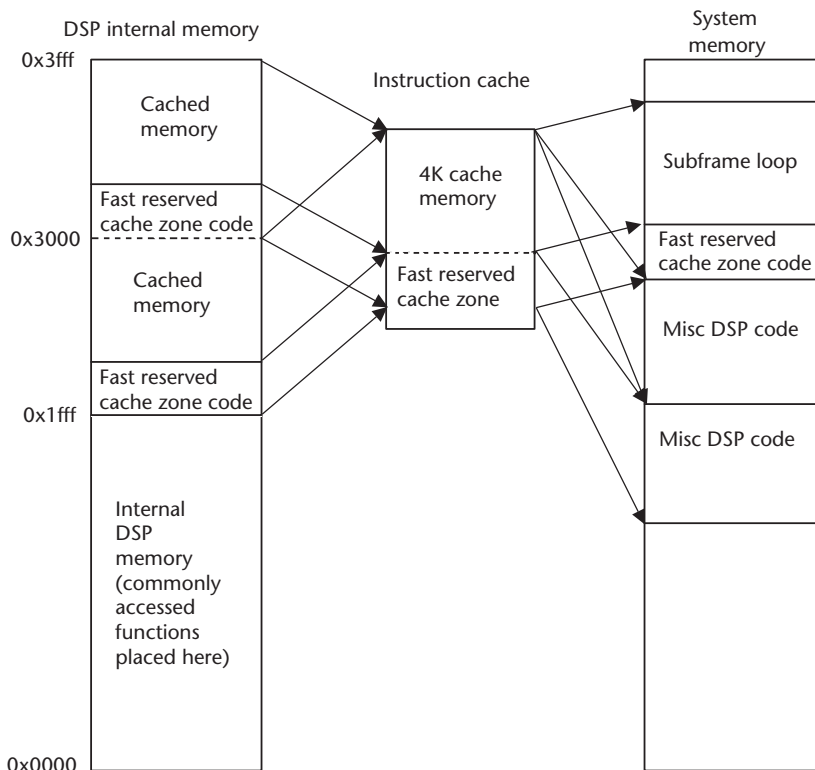 DSP internal memory
0x3fff
Cached
memory
Fast reserved
cache zone code
0x3000
Cached
memory
Fast reserved
cache zone code
0x1fff
Internal
DSP
memory
(commonly
accessed
functions
placed here)
0x0000
Instruction cache
4K cache
memory
Fast reserved
cache zone
System
memory
Subframe loop
Fast reserved
cache zone code
Misc DSP code
Misc DSP code